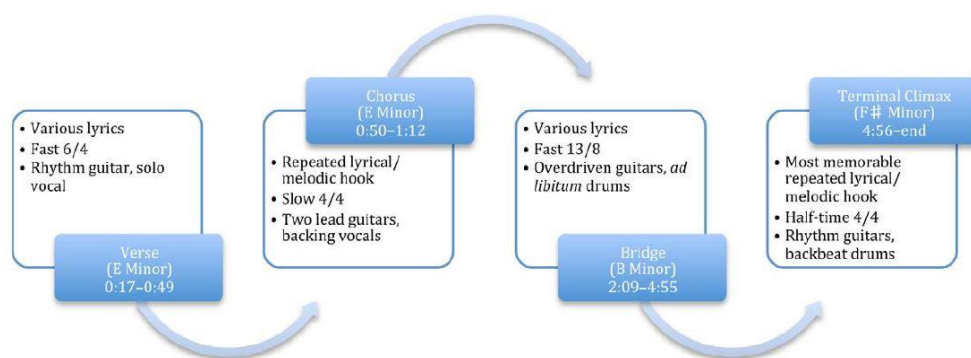 • Various lyrics
• Fast 6/4
• Rhythm guitar, solo
vocal
Verse
(E Minor)
0:17–0:49
Chorus
(E Minor)
0:50–1:12
• Repeated lyrical/
melodic hook
• Slow 4/4
• Two lead guitars,
backing vocals
• Various lyrics
• Fast 13/8
• Overdriven guitars, ad
libitum drums
Bridge
(B Minor)
2:09–4:55
Terminal Climax
(F♯ Minor)
4:56–end
• Most memorable
repeated lyrical/
melodic hook
• Half-time 4/4
• Rhythm guitars,
backbeat drums